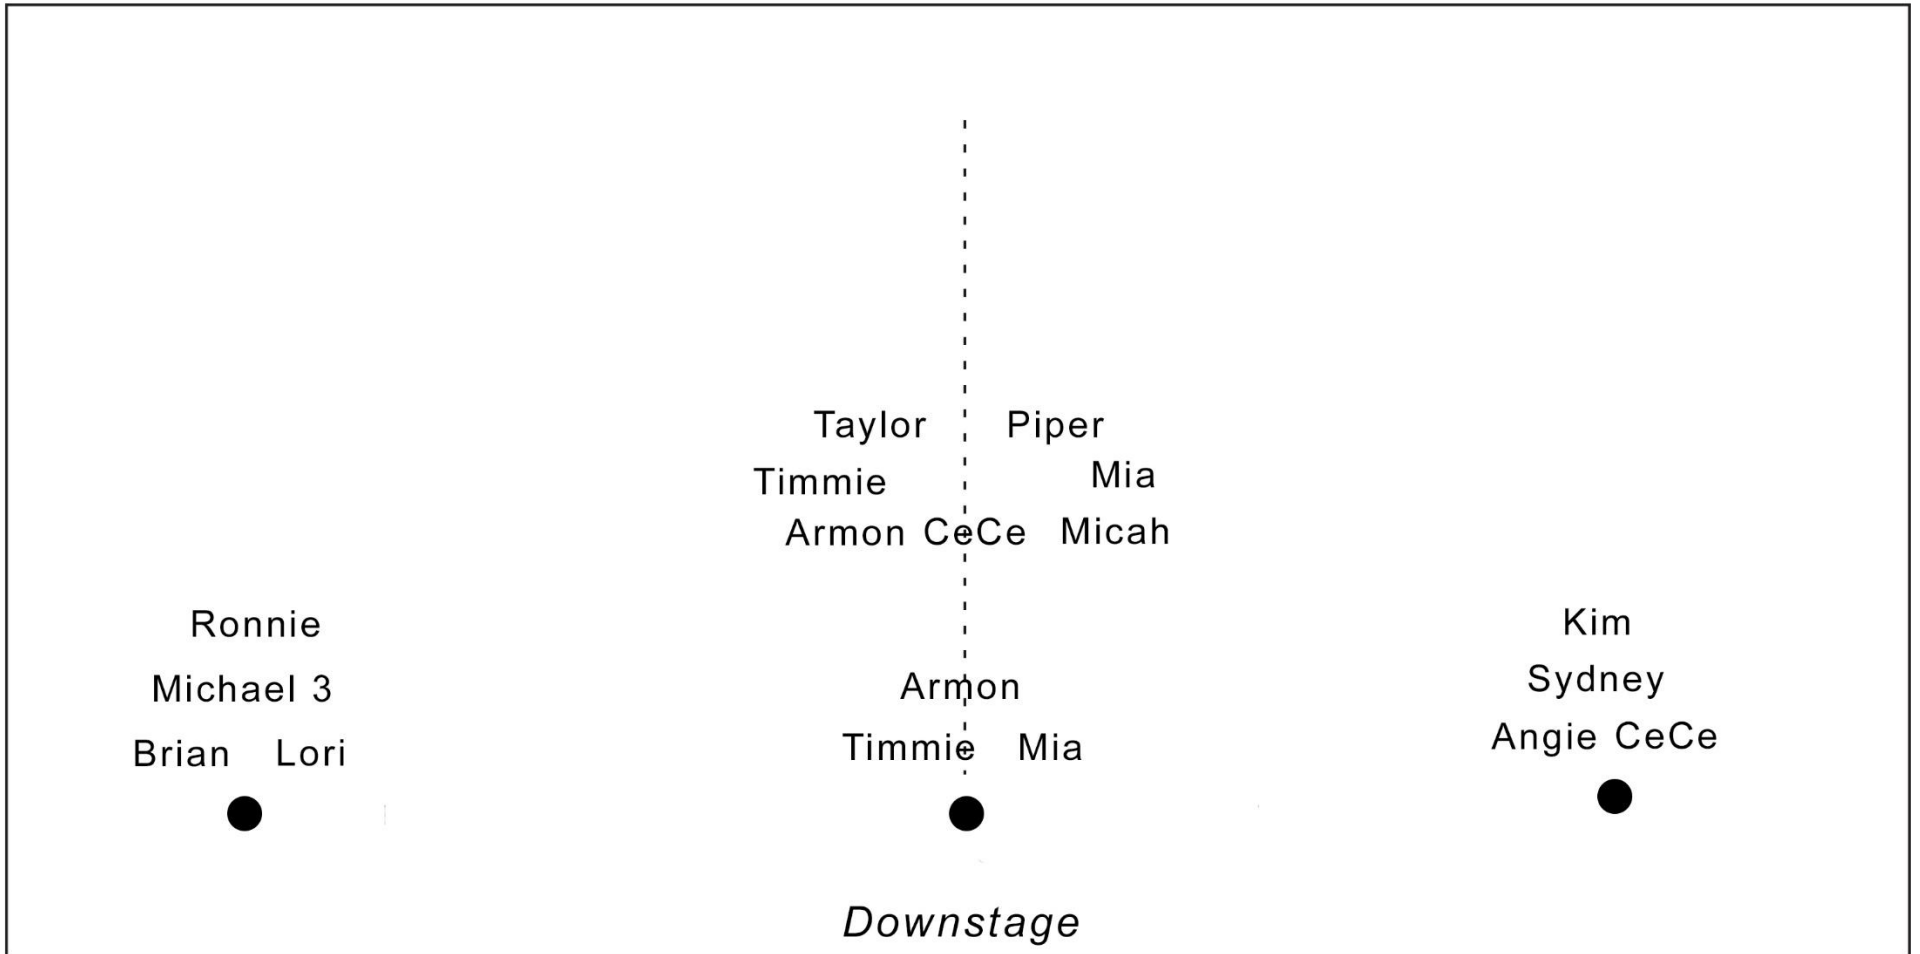 Taylor Piper
Timmie Mia
Armon CeCe Micah
Ronnie Kim
Michael 3 Armon Sydney
Brian Lori Timmie Mia Angie CeCe
Downstage